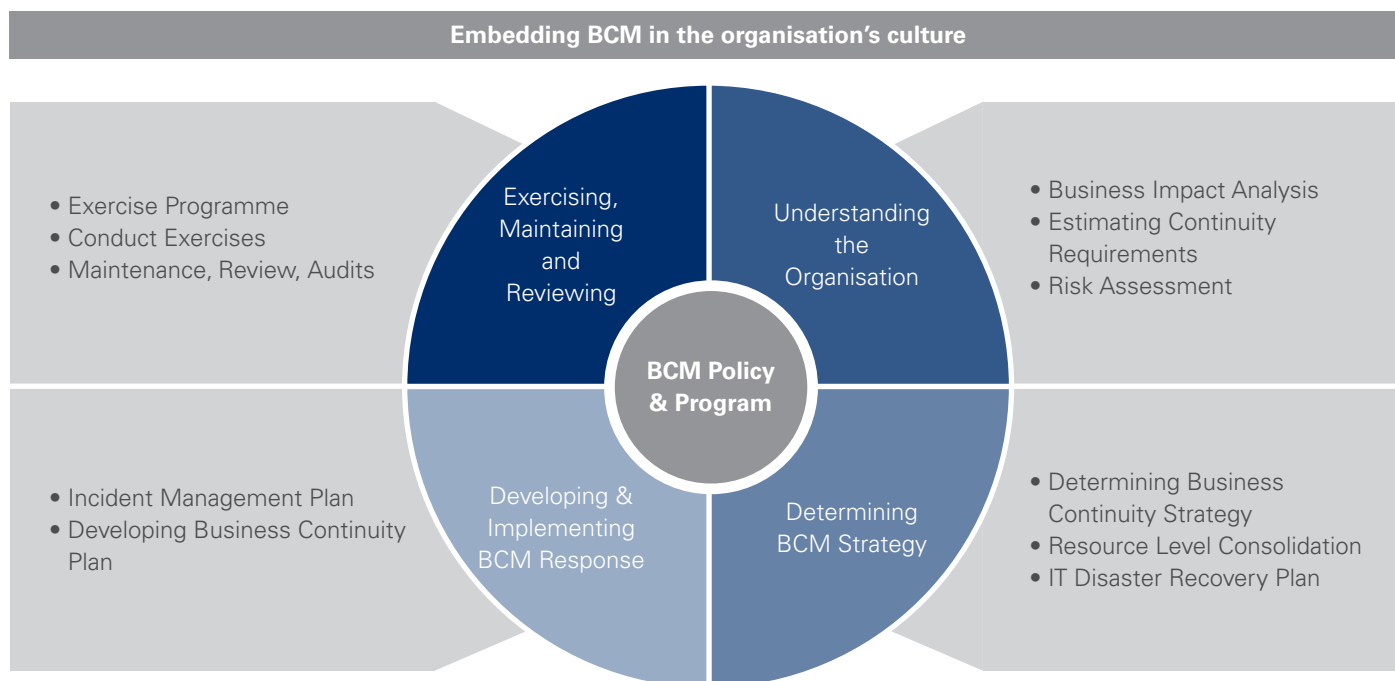 Embedding BCM in the organisation's culture
• Exercise Programme
• Conduct Exercises
• Maintenance, Review, Audits
Exercising,
Maintaining
and
Reviewing
Understanding
the
Organisation
• Business Impact Analysis
• Estimating Continuity
Requirements
• Risk Assessment
BCM Policy
& Program
• Incident Management Plan
• Developing Business Continuity
Plan
Developing &
Implementing
BCM Response
Determining
BCM Strategy
• Determining Business
Continuity Strategy
• Resource Level Consolidation
• IT Disaster Recovery Plan